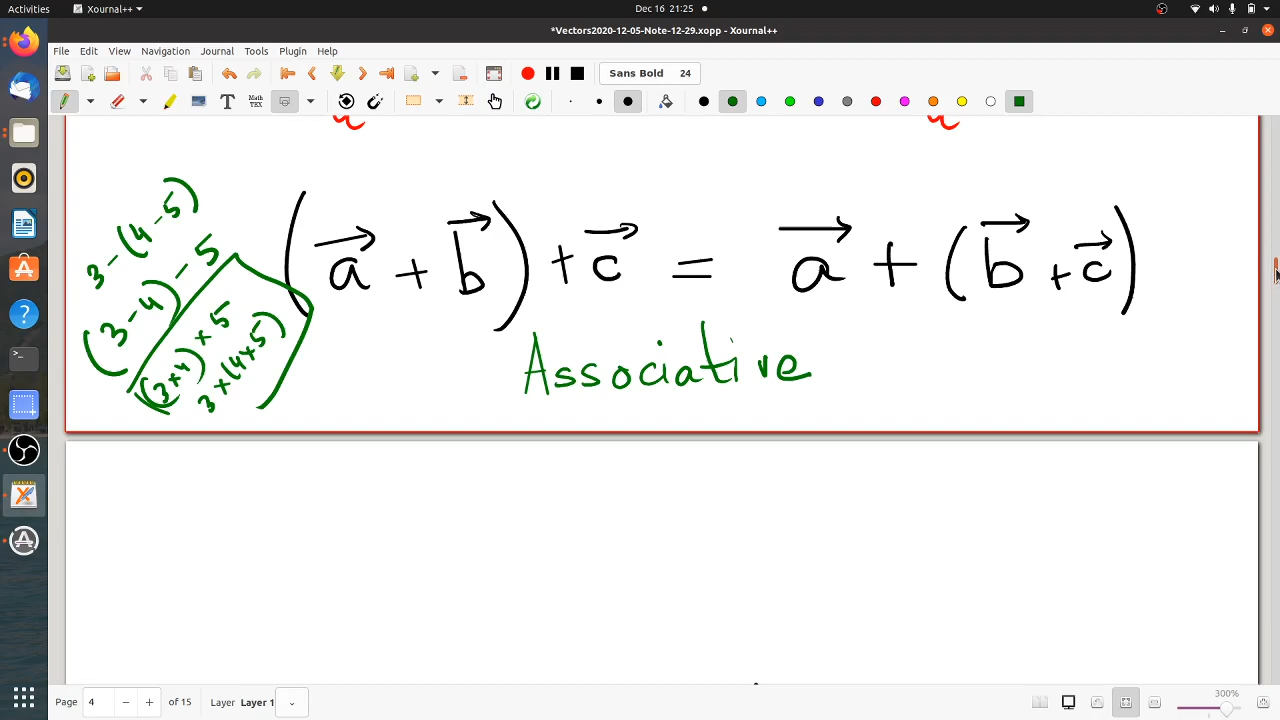 Activities
Xournal++
Dec 16 21:25
*Vectors2020-12-05-Note-12-29.xopp - Xournal++
File Edit View Navigation Journal Tools Plugin Help
Sans Bold 24
Math TEX
3 - (4 - 5)
(3 - 4) - 5
(3 × 4) × 5
3 × (4 × 5)
(a⃗ + b⃗) + c⃗ = a⃗ + (b⃗ + c⃗)
Associative
Page 4 of 15 Layer Layer 1
300%